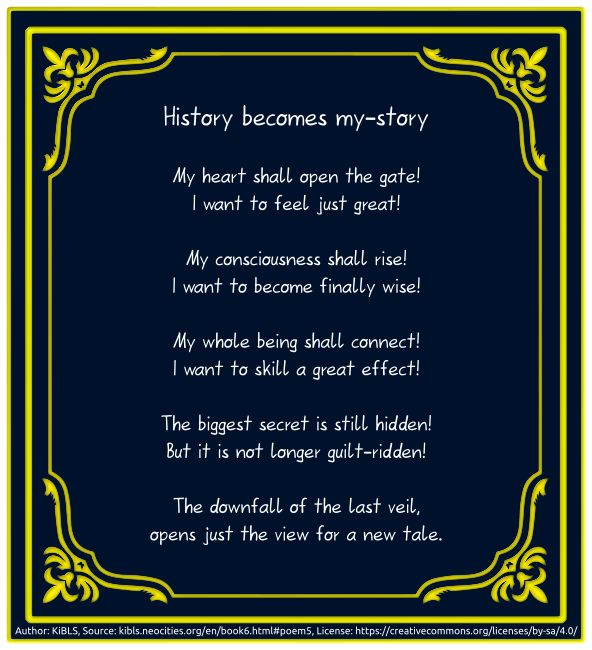 History becomes my-story
My heart shall open the gate!
I want to feel just great!
My consciousness shall rise!
I want to become finally wise!
My whole being shall connect!
I want to skill a great effect!
The biggest secret is still hidden!
But it is not longer guilt-ridden!
The downfall of the last veil,
opens just the view for a new tale.
Author: KiBLS, Source: kibls.neocities.org/en/book6.html#poem5, License: https://creativecommons.org/licenses/by-sa/4.0/